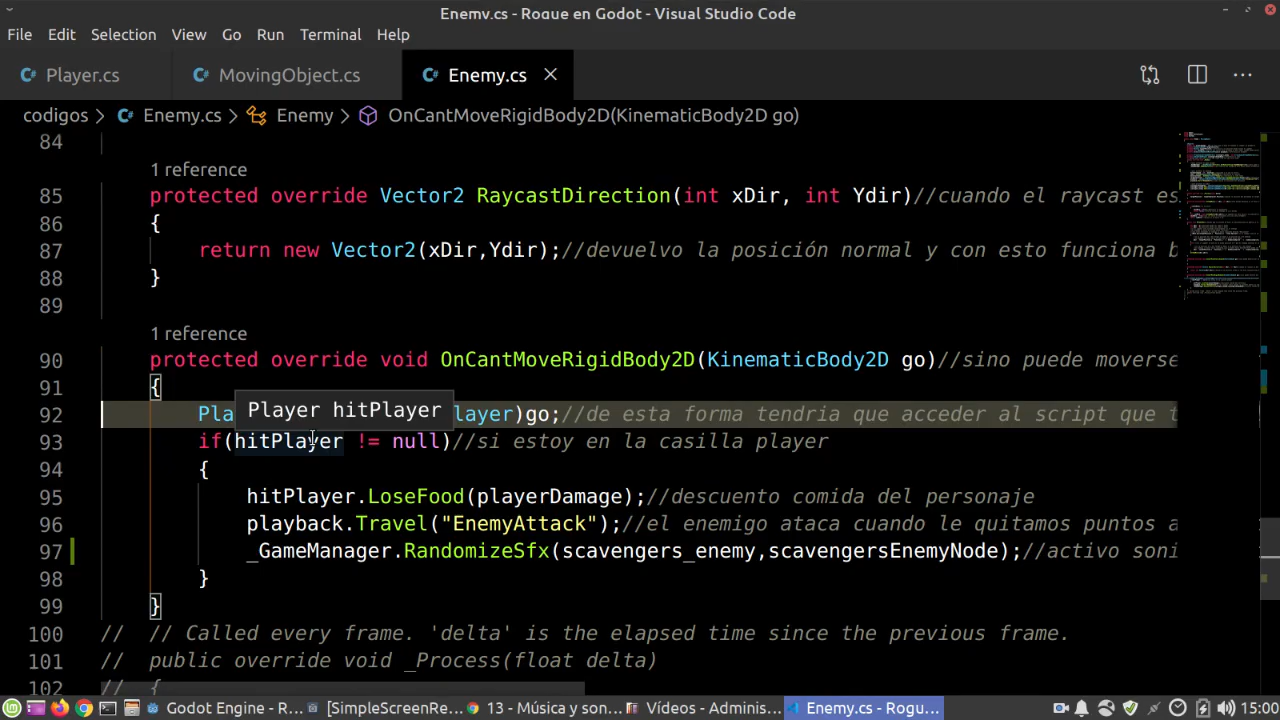 Enemy.cs - Rogue en Godot - Visual Studio Code
File Edit Selection View Go Run Terminal Help
Player.cs MovingObject.cs Enemy.cs
codigos > Enemy.cs > Enemy > OnCantMoveRigidBody2D(KinematicBody2D go)
84
1 reference
85 protected override Vector2 RaycastDirection(int xDir, int Ydir)//cuando el raycast es
86 {
87 return new Vector2(xDir,Ydir);//devuelvo la posición normal y con esto funciona b
88 }
89
1 reference
90 protected override void OnCantMoveRigidBody2D(KinematicBody2D go)//sino puede moverse
91 {
Player hitPlayer
92 Pla layer)go;//de esta forma tendria que acceder al script que t
93 if(hitPlayer != null)//si estoy en la casilla player
94 {
95 hitPlayer.LoseFood(playerDamage);//descuento comida del personaje
96 playback.Travel("EnemyAttack");//el enemigo ataca cuando le quitamos puntos a
97 _GameManager.RandomizeSfx(scavengers_enemy,scavengersEnemyNode);//activo soni
98 }
99 }
100 // // Called every frame. 'delta' is the elapsed time since the previous frame.
101 // public override void _Process(float delta)
102 // {
Godot Engine - R... [SimpleScreenRe... 13 - Música y son... Vídeos - Adminis... Enemy.cs - Rogu... 15:00